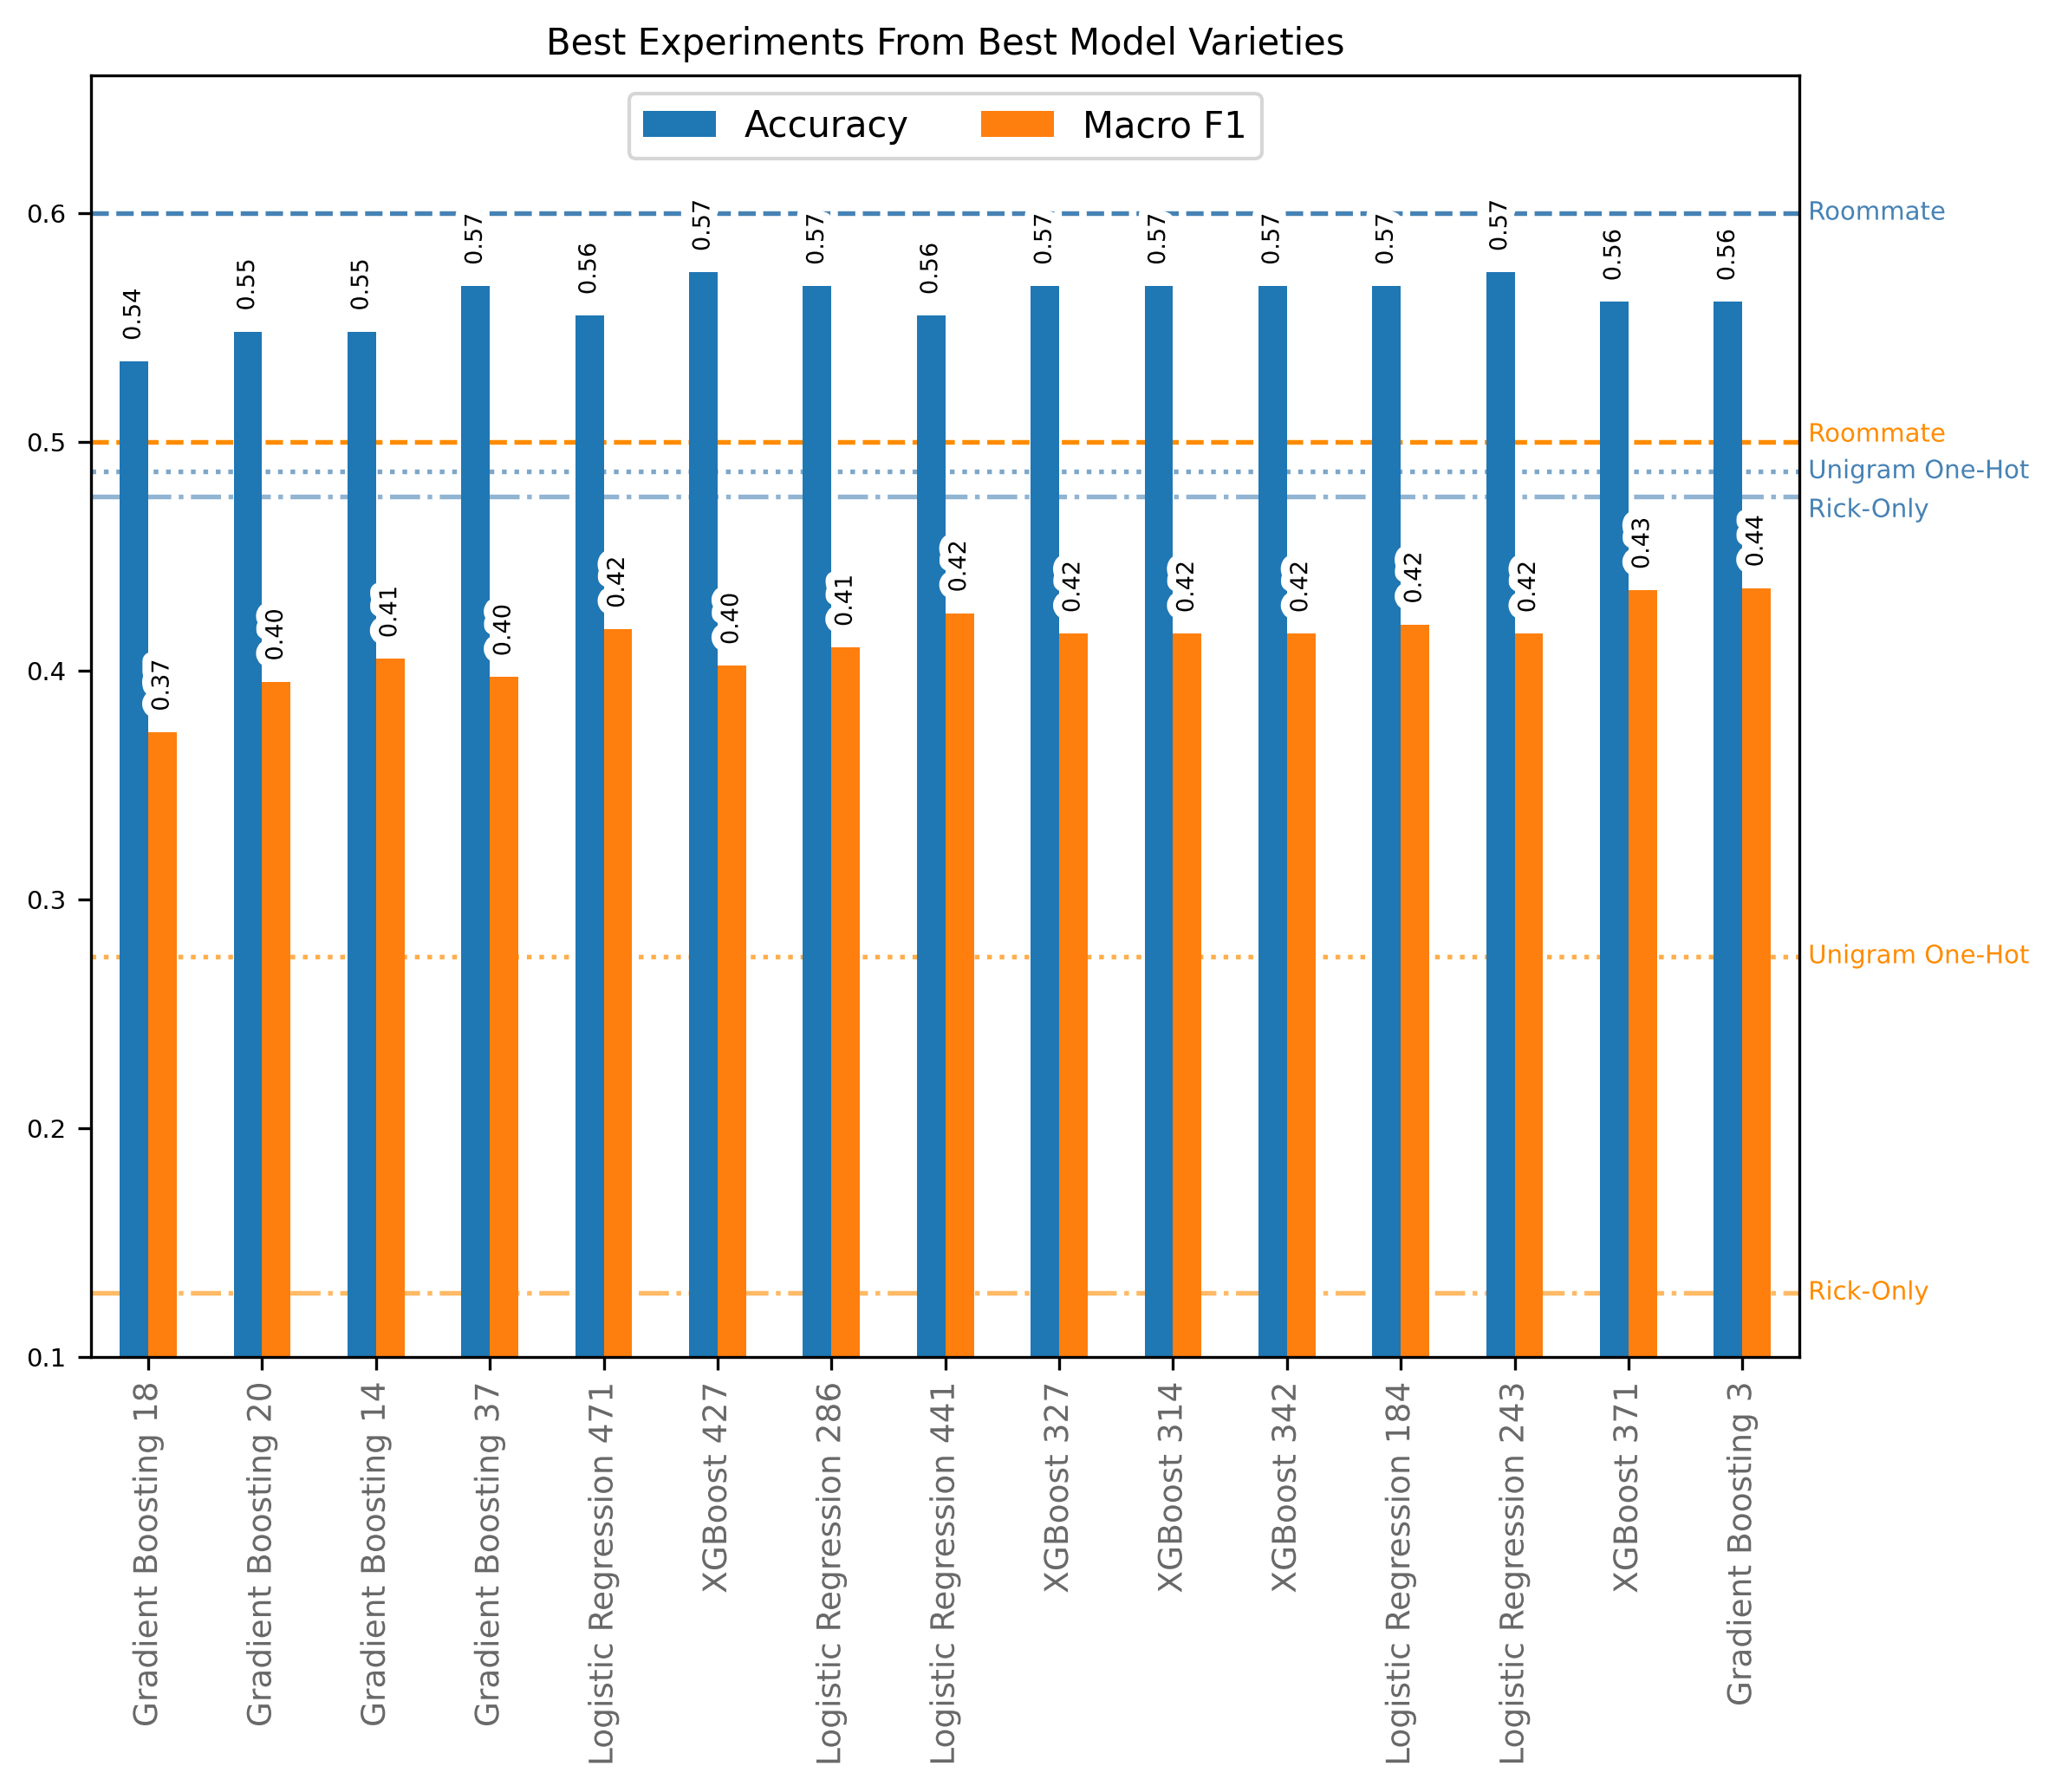 Best Experiments From Best Model Varieties
Accuracy
Macro F1
0.6
0.5
0.4
0.3
0.2
0.1
0.54
0.55
0.55
0.57
0.56
0.57
0.57
0.56
0.57
0.57
0.57
0.57
0.57
0.56
0.56
0.37
0.40
0.41
0.40
0.42
0.40
0.41
0.42
0.42
0.42
0.42
0.42
0.42
0.43
0.44
Roommate
Roommate
Unigram One-Hot
Rick-Only
Unigram One-Hot
Rick-Only
Gradient Boosting 18
Gradient Boosting 20
Gradient Boosting 14
Gradient Boosting 37
Logistic Regression 471
XGBoost 427
Logistic Regression 286
Logistic Regression 441
XGBoost 327
XGBoost 314
XGBoost 342
Logistic Regression 184
Logistic Regression 243
XGBoost 371
Gradient Boosting 3